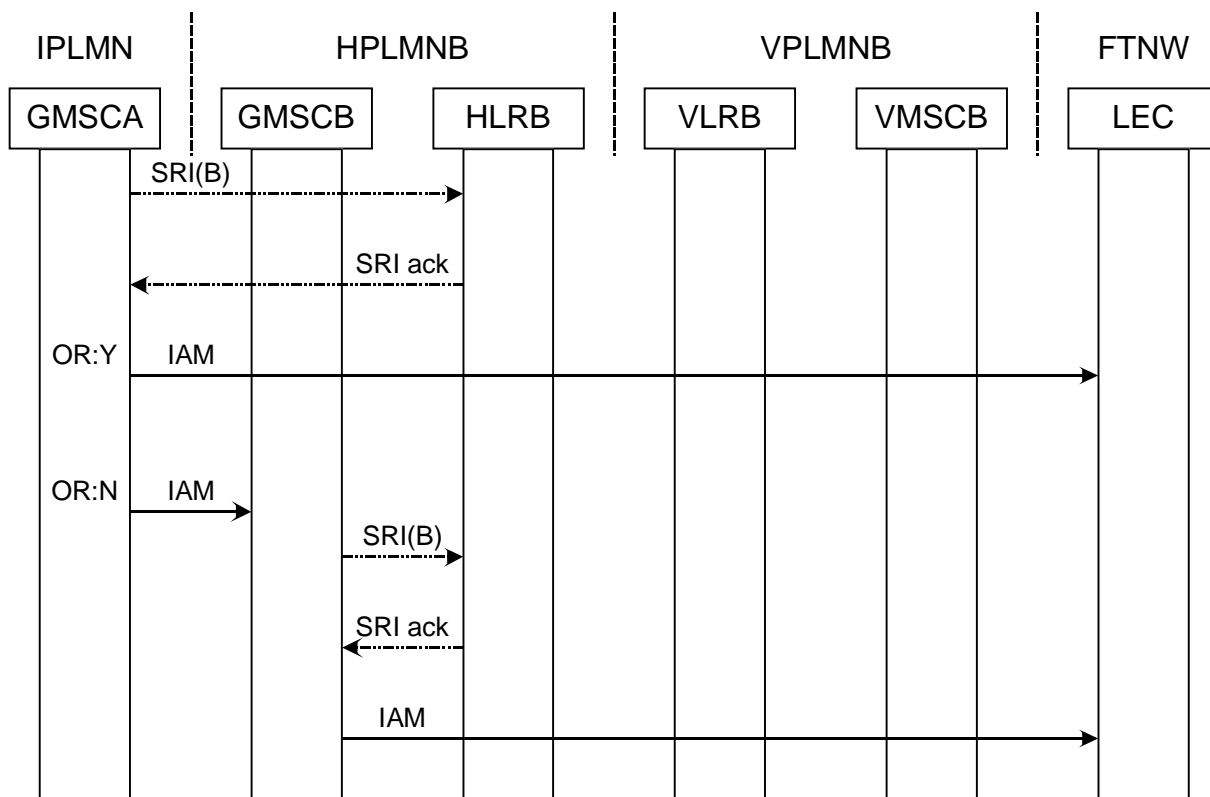 IPLMN HPLMNB VPLMNB FTNW
GMSCA GMSCB HLRB VLRB VMSCB LEC
SRI(B)
SRI ack
OR:Y IAM
OR:N IAM
SRI(B)
SRI ack
IAM